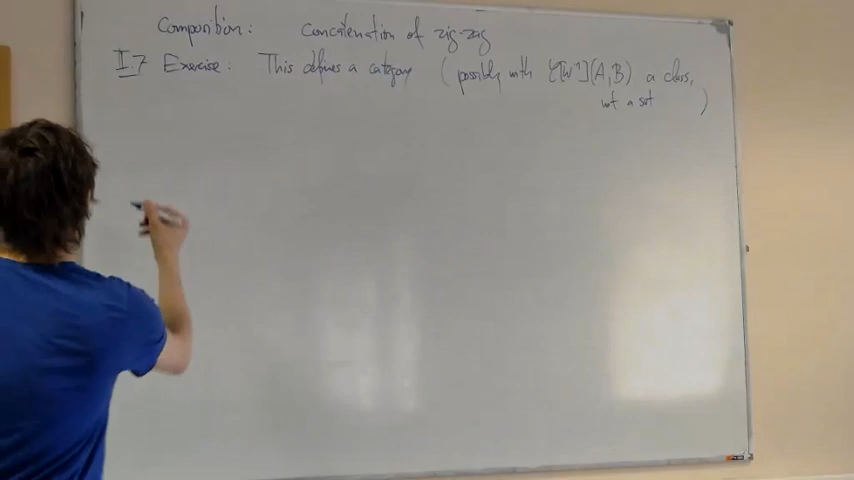 Composition: concatenation of zig-zag
I.7 Exercise: This defines a category (possibly with C[W⁻¹](A,B) a class,
not a set)